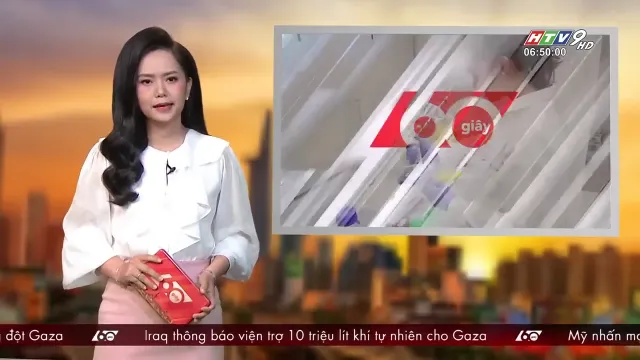 HTV9 HD
06:50:00
60 giây
60
g đột Gaza 60 Iraq thông báo viện trợ 10 triệu lít khí tự nhiên cho Gaza 60 Mỹ nhấn m